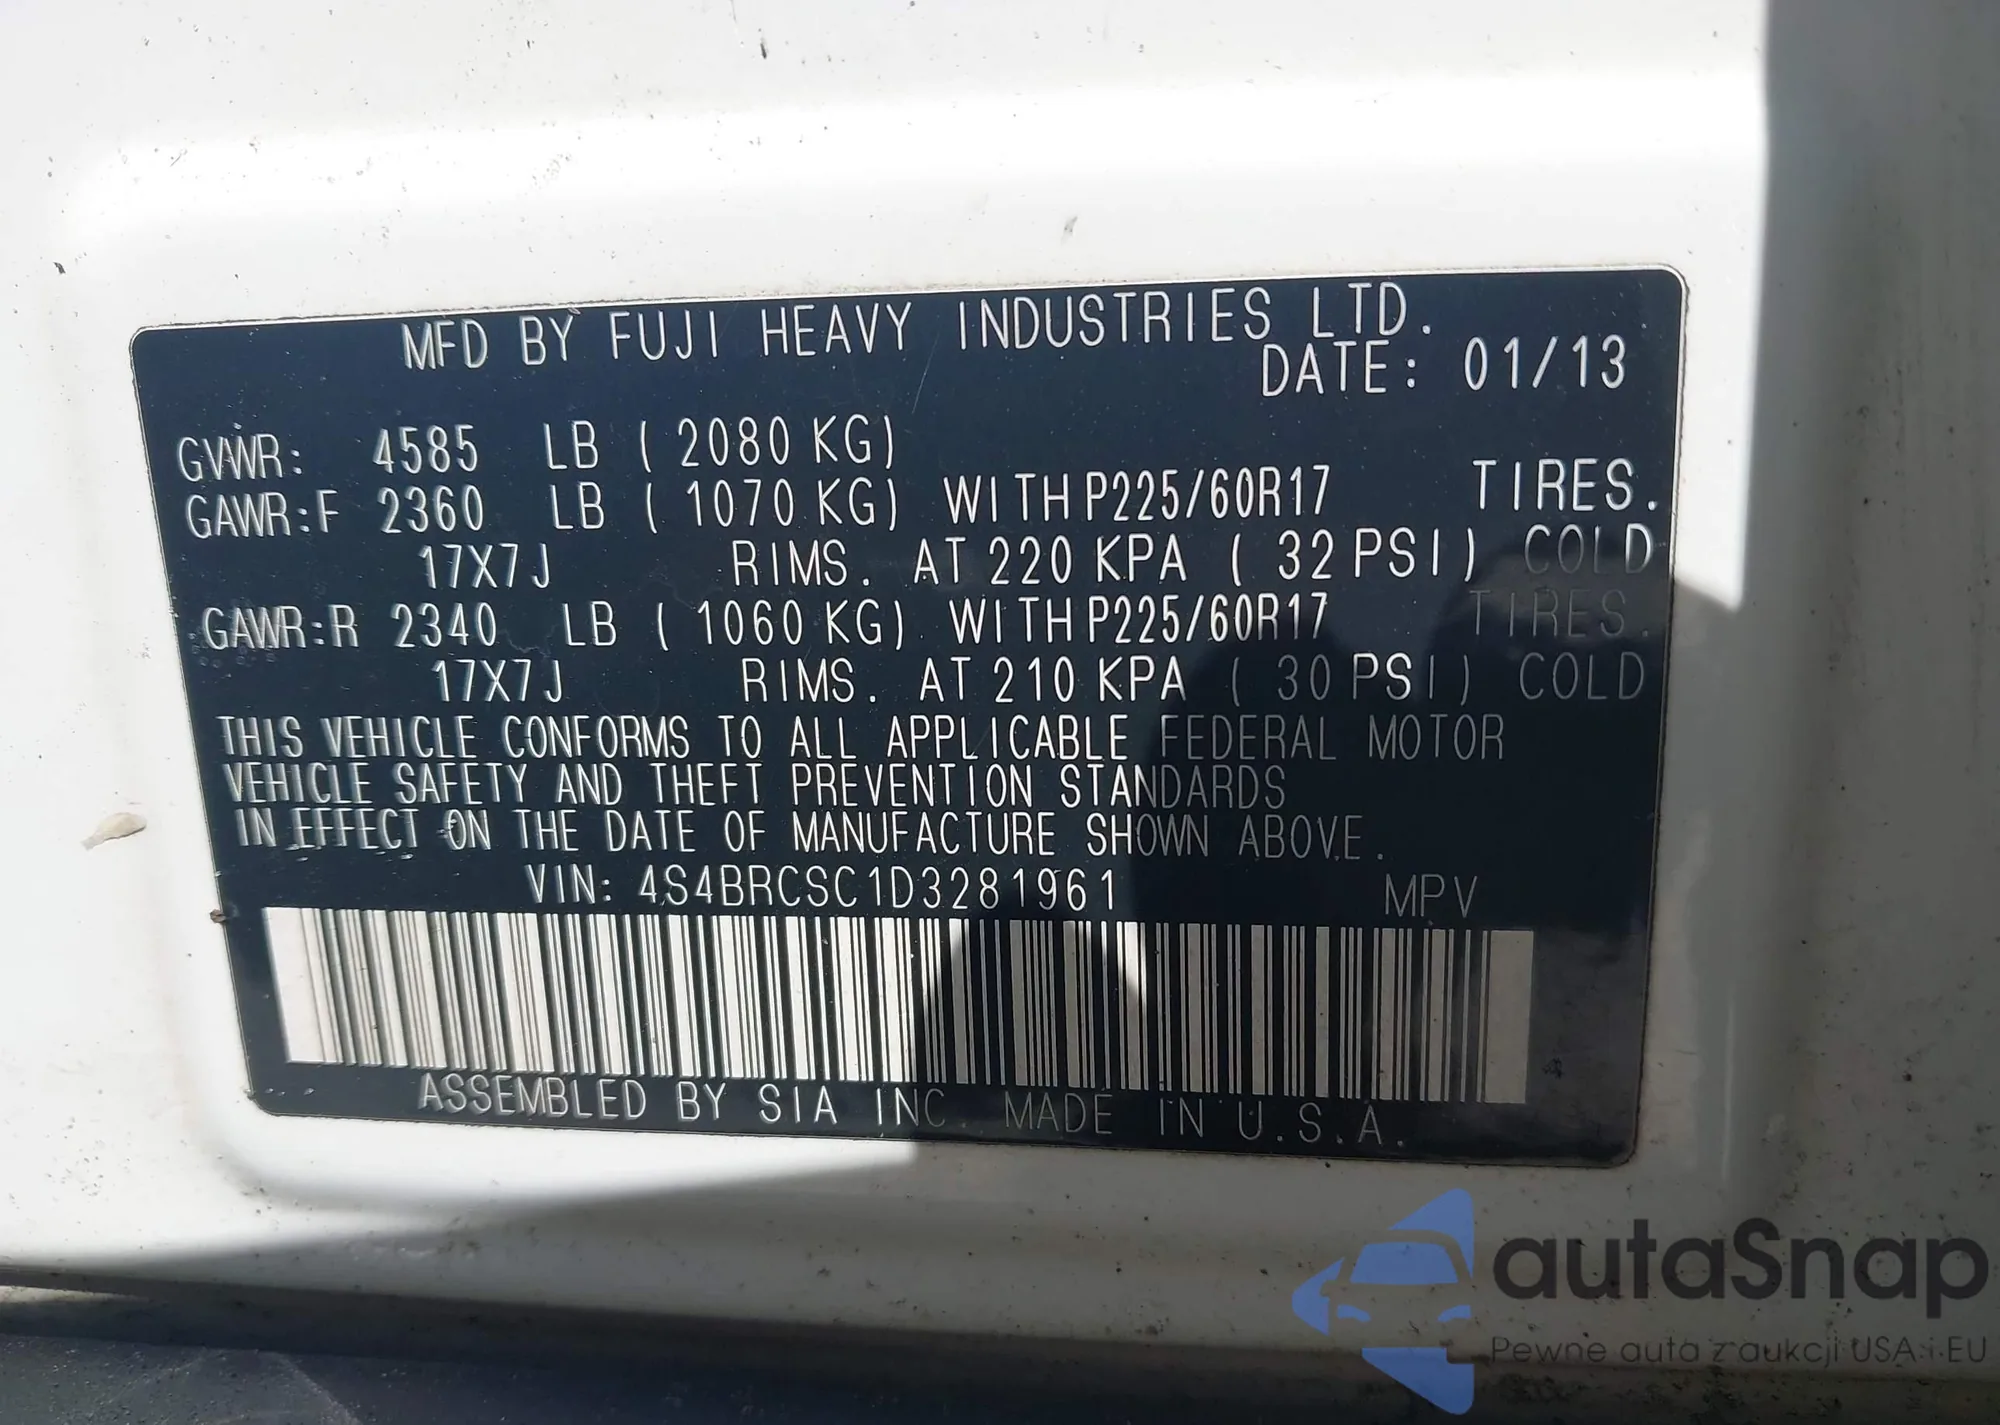 MFD BY FUJI HEAVY INDUSTRIES LTD.
DATE: 01/13
GVWR: 4585 LB ( 2080 KG)
GAWR:F 2360 LB ( 1070 KG) WITH P225/60R17 TIRES.
17X7J RIMS. AT 220 KPA ( 32 PSI) COLD
GAWR:R 2340 LB ( 1060 KG) WITH P225/60R17 TIRES.
17X7J RIMS. AT 210 KPA ( 30 PSI) COLD
THIS VEHICLE CONFORMS TO ALL APPLICABLE FEDERAL MOTOR
VEHICLE SAFETY AND THEFT PREVENTION STANDARDS
IN EFFECT ON THE DATE OF MANUFACTURE SHOWN ABOVE.
VIN: 4S4BRCSC1D3281961 MPV
ASSEMBLED BY SIA INC. MADE IN U.S.A.
autaSnap
Pewne auta z aukcji USA i EU